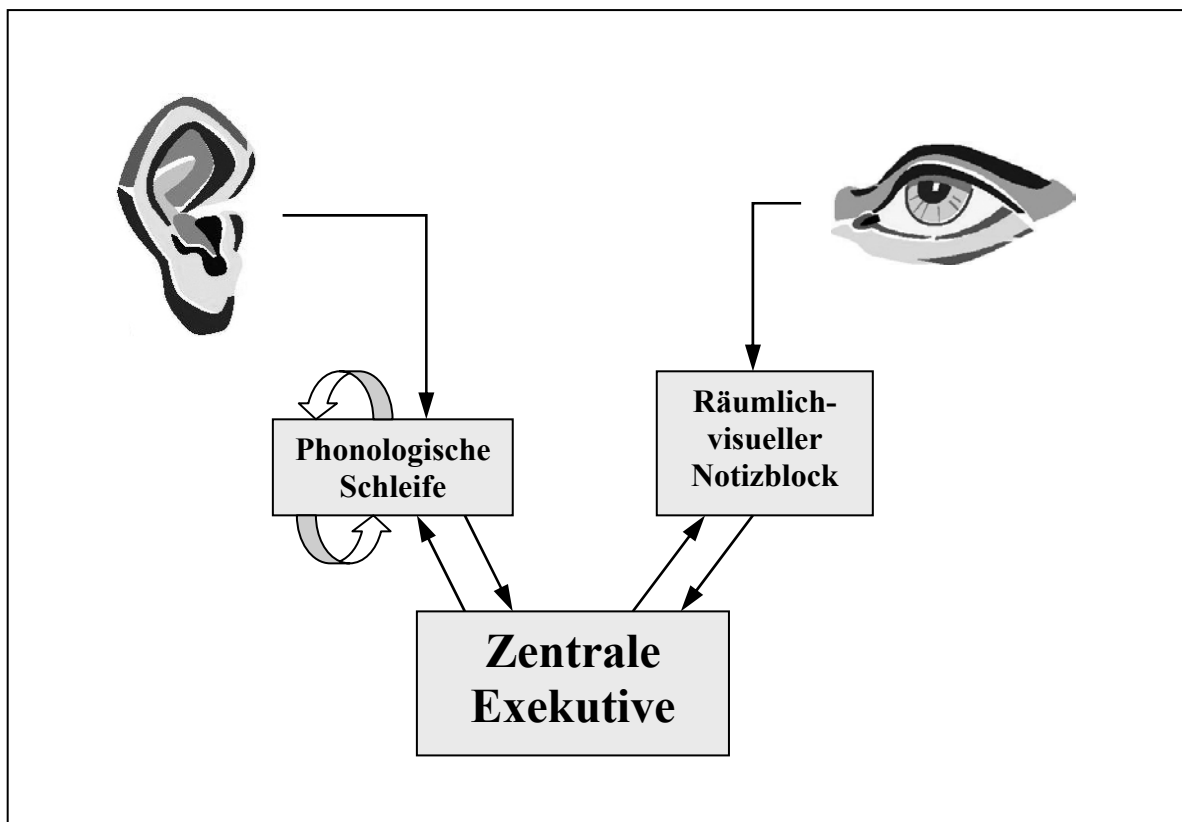 Phonologische
Schleife
Räumlich-
visueller
Notizblock
Zentrale
Exekutive